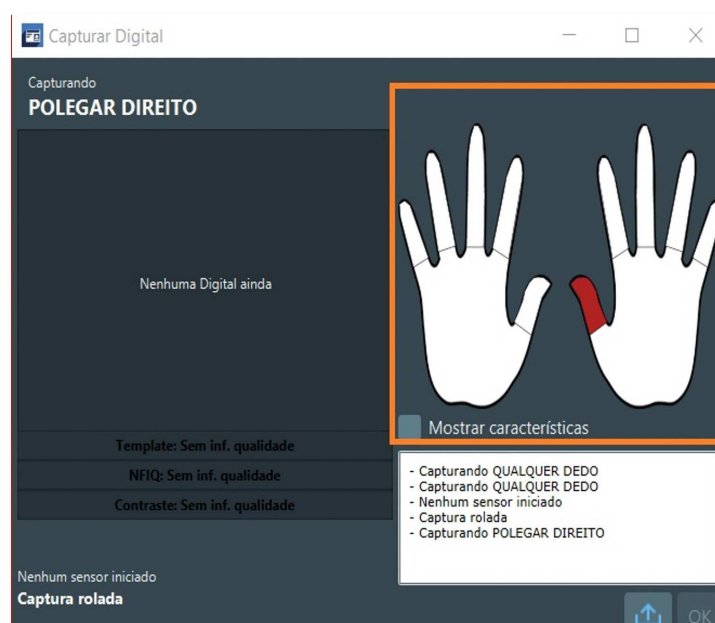 Capturar Digital
Capturando
POLEGAR DIREITO
Nenhuma Digital ainda
Template: Sem inf. qualidade
NFIQ: Sem inf. qualidade
Contraste: Sem inf. qualidade
Nenhum sensor iniciado
Captura rolada
Mostrar características
- Capturando QUALQUER DEDO
- Capturando QUALQUER DEDO
- Nenhum sensor iniciado
- Captura rolada
- Capturando POLEGAR DIREITO
OK